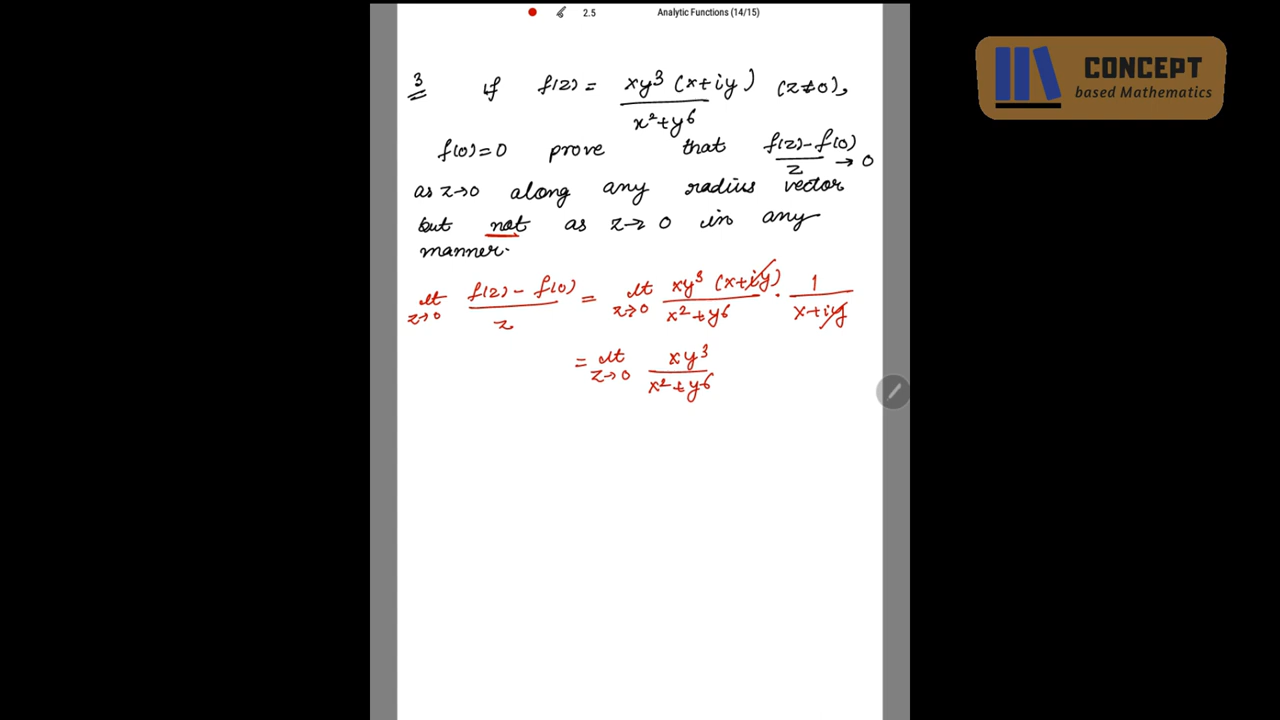 2.5 Analytic Functions (14/15)
CONCEPT
based Mathematics
3 If f(z) = xy³ (x+iy) / x²+y⁶ (z≠0),
f(0)=0 prove that f(z)-f(0) / z → 0
as z→0 along any radius vector
but not as z→ 0 in any
manner.
lt z→0 f(z) - f(0) / z = lt z→0 xy³ (x+iy) / x²+y⁶ · 1 / x+iy
= lt z→0 xy³ / x²+y⁶